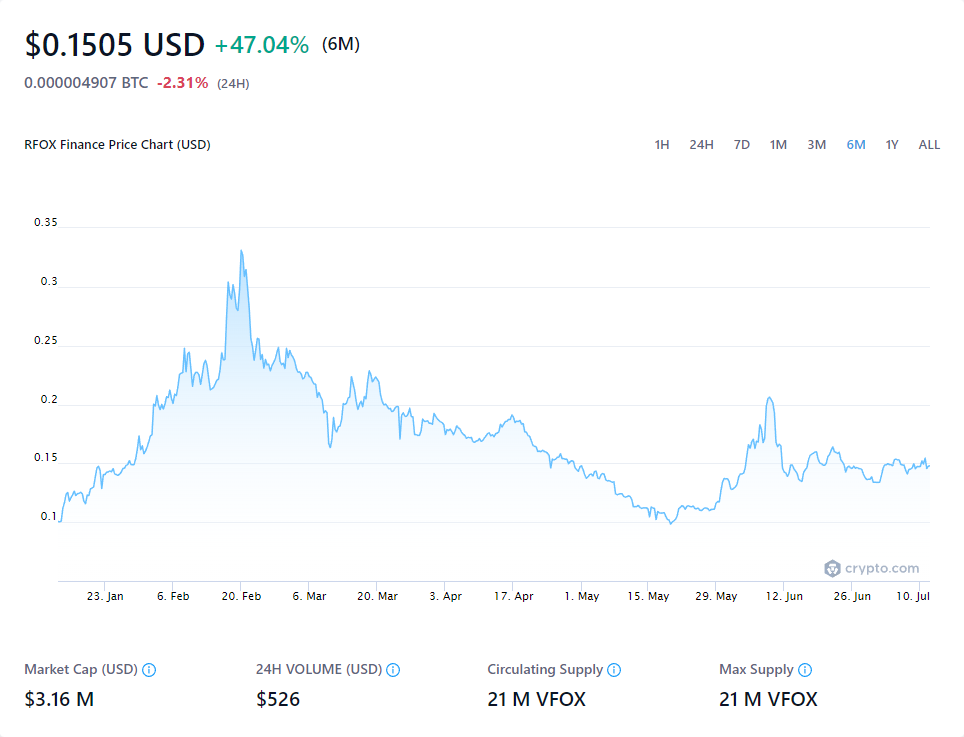 $0.1505 USD +47.04% (6M)
0.000004907 BTC -2.31% (24H)
RFOX Finance Price Chart (USD) 1H 24H 7D 1M 3M 6M 1Y ALL
0.35
0.3
0.25
0.2
0.15
0.1
crypto.com
23. Jan 6. Feb 20. Feb 6. Mar 20. Mar 3. Apr 17. Apr 1. May 15. May 29. May 12. Jun 26. Jun 10. Jul
Market Cap (USD) 24H VOLUME (USD) Circulating Supply Max Supply
$3.16 M $526 21 M VFOX 21 M VFOX